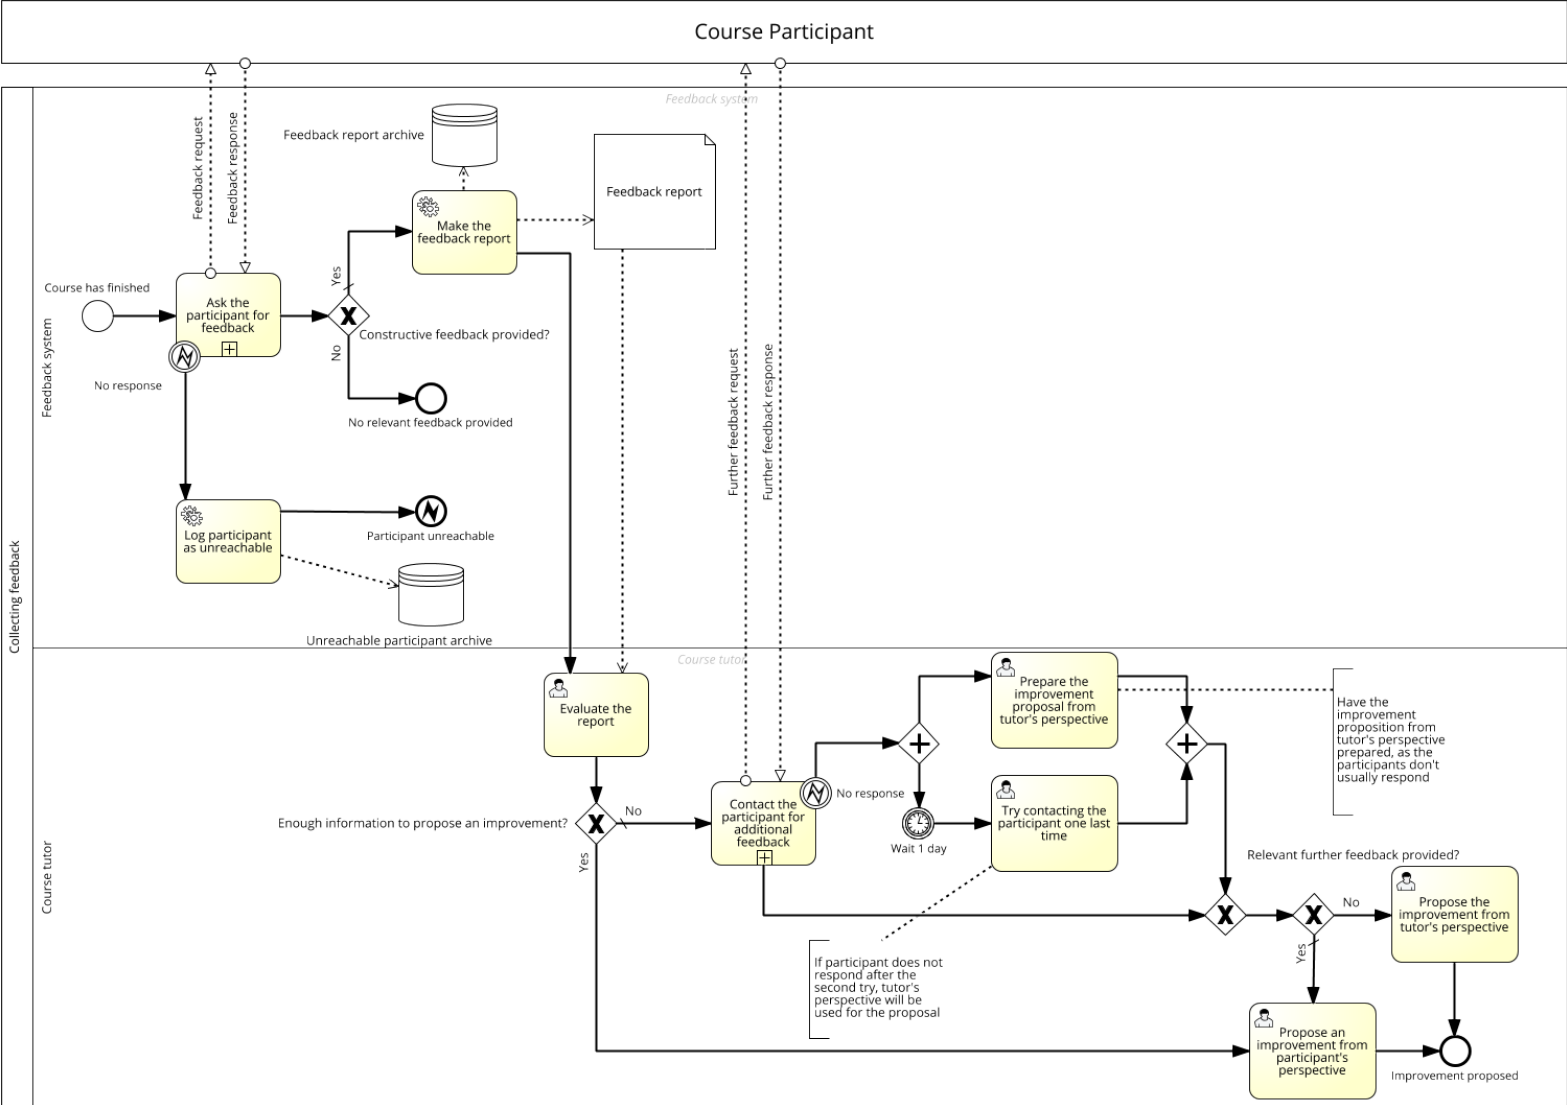 Course Participant
Feedback system
Feedback request
Feedback response
Feedback report archive
Feedback report
Make the
feedback report
Course has finished
Ask the
participant for
feedback
Yes
Constructive feedback provided?
No
No response
No relevant feedback provided
Feedback system
Further feedback request
Further feedback response
Log participant
as unreachable
Participant unreachable
Unreachable participant archive
Collecting feedback
Course tutor
Evaluate the
report
Prepare the
improvement
proposal from
tutor's perspective
Have the
improvement
proposition from
tutor's perspective
prepared, as the
participants don't
usually respond
Enough information to propose an improvement?
No
Yes
Contact the
participant for
additional
feedback
No response
Wait 1 day
Try contacting the
participant one last
time
Relevant further feedback provided?
No
Yes
Propose the
improvement from
tutor's perspective
Course tutor
If participant does not
respond after the
second try, tutor's
perspective will be
used for the proposal
Propose an
improvement from
participant's
perspective
Improvement proposed